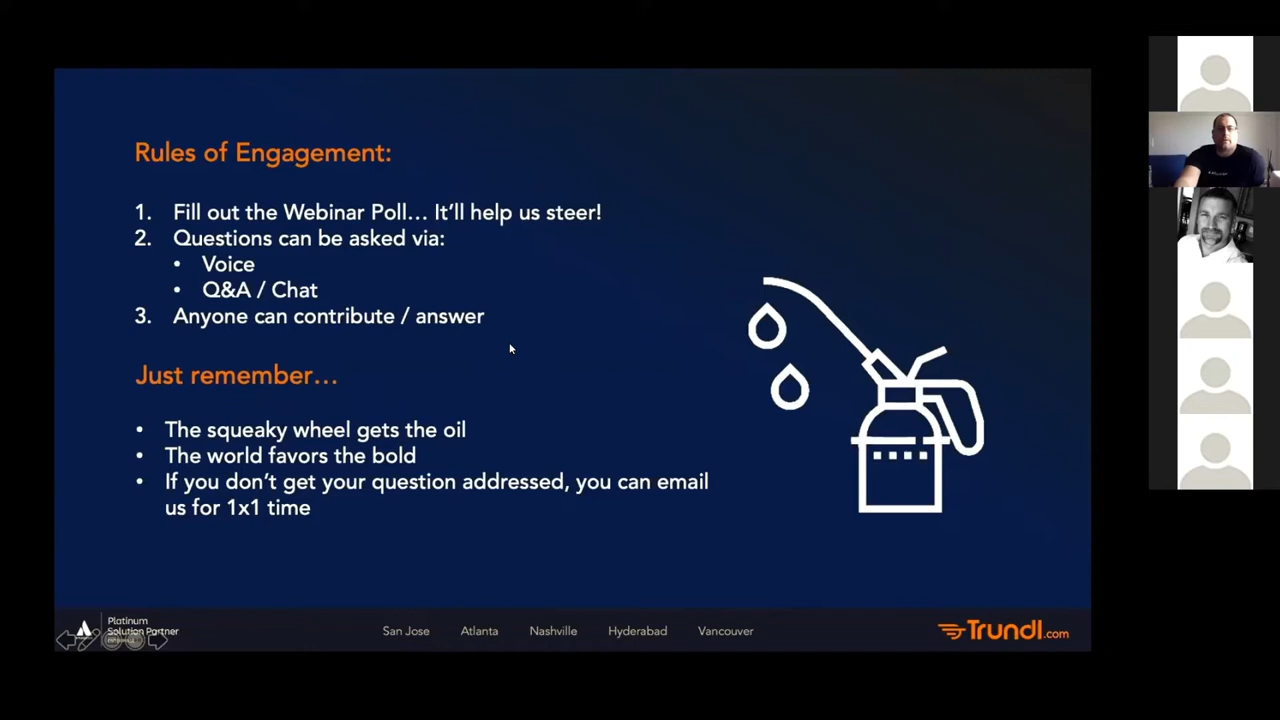 Rules of Engagement:
1. Fill out the Webinar Poll... It'll help us steer!
2. Questions can be asked via:
• Voice
• Q&A / Chat
3. Anyone can contribute / answer
Just remember...
• The squeaky wheel gets the oil
• The world favors the bold
• If you don't get your question addressed, you can email
us for 1x1 time
Platinum
Solution Partner
San Jose Atlanta Nashville Hyderabad Vancouver
Trundl.com